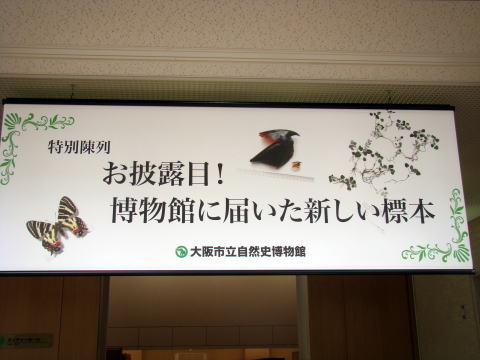 特別陳列
お披露目！
博物館に届いた新しい標本
大阪市立自然史博物館